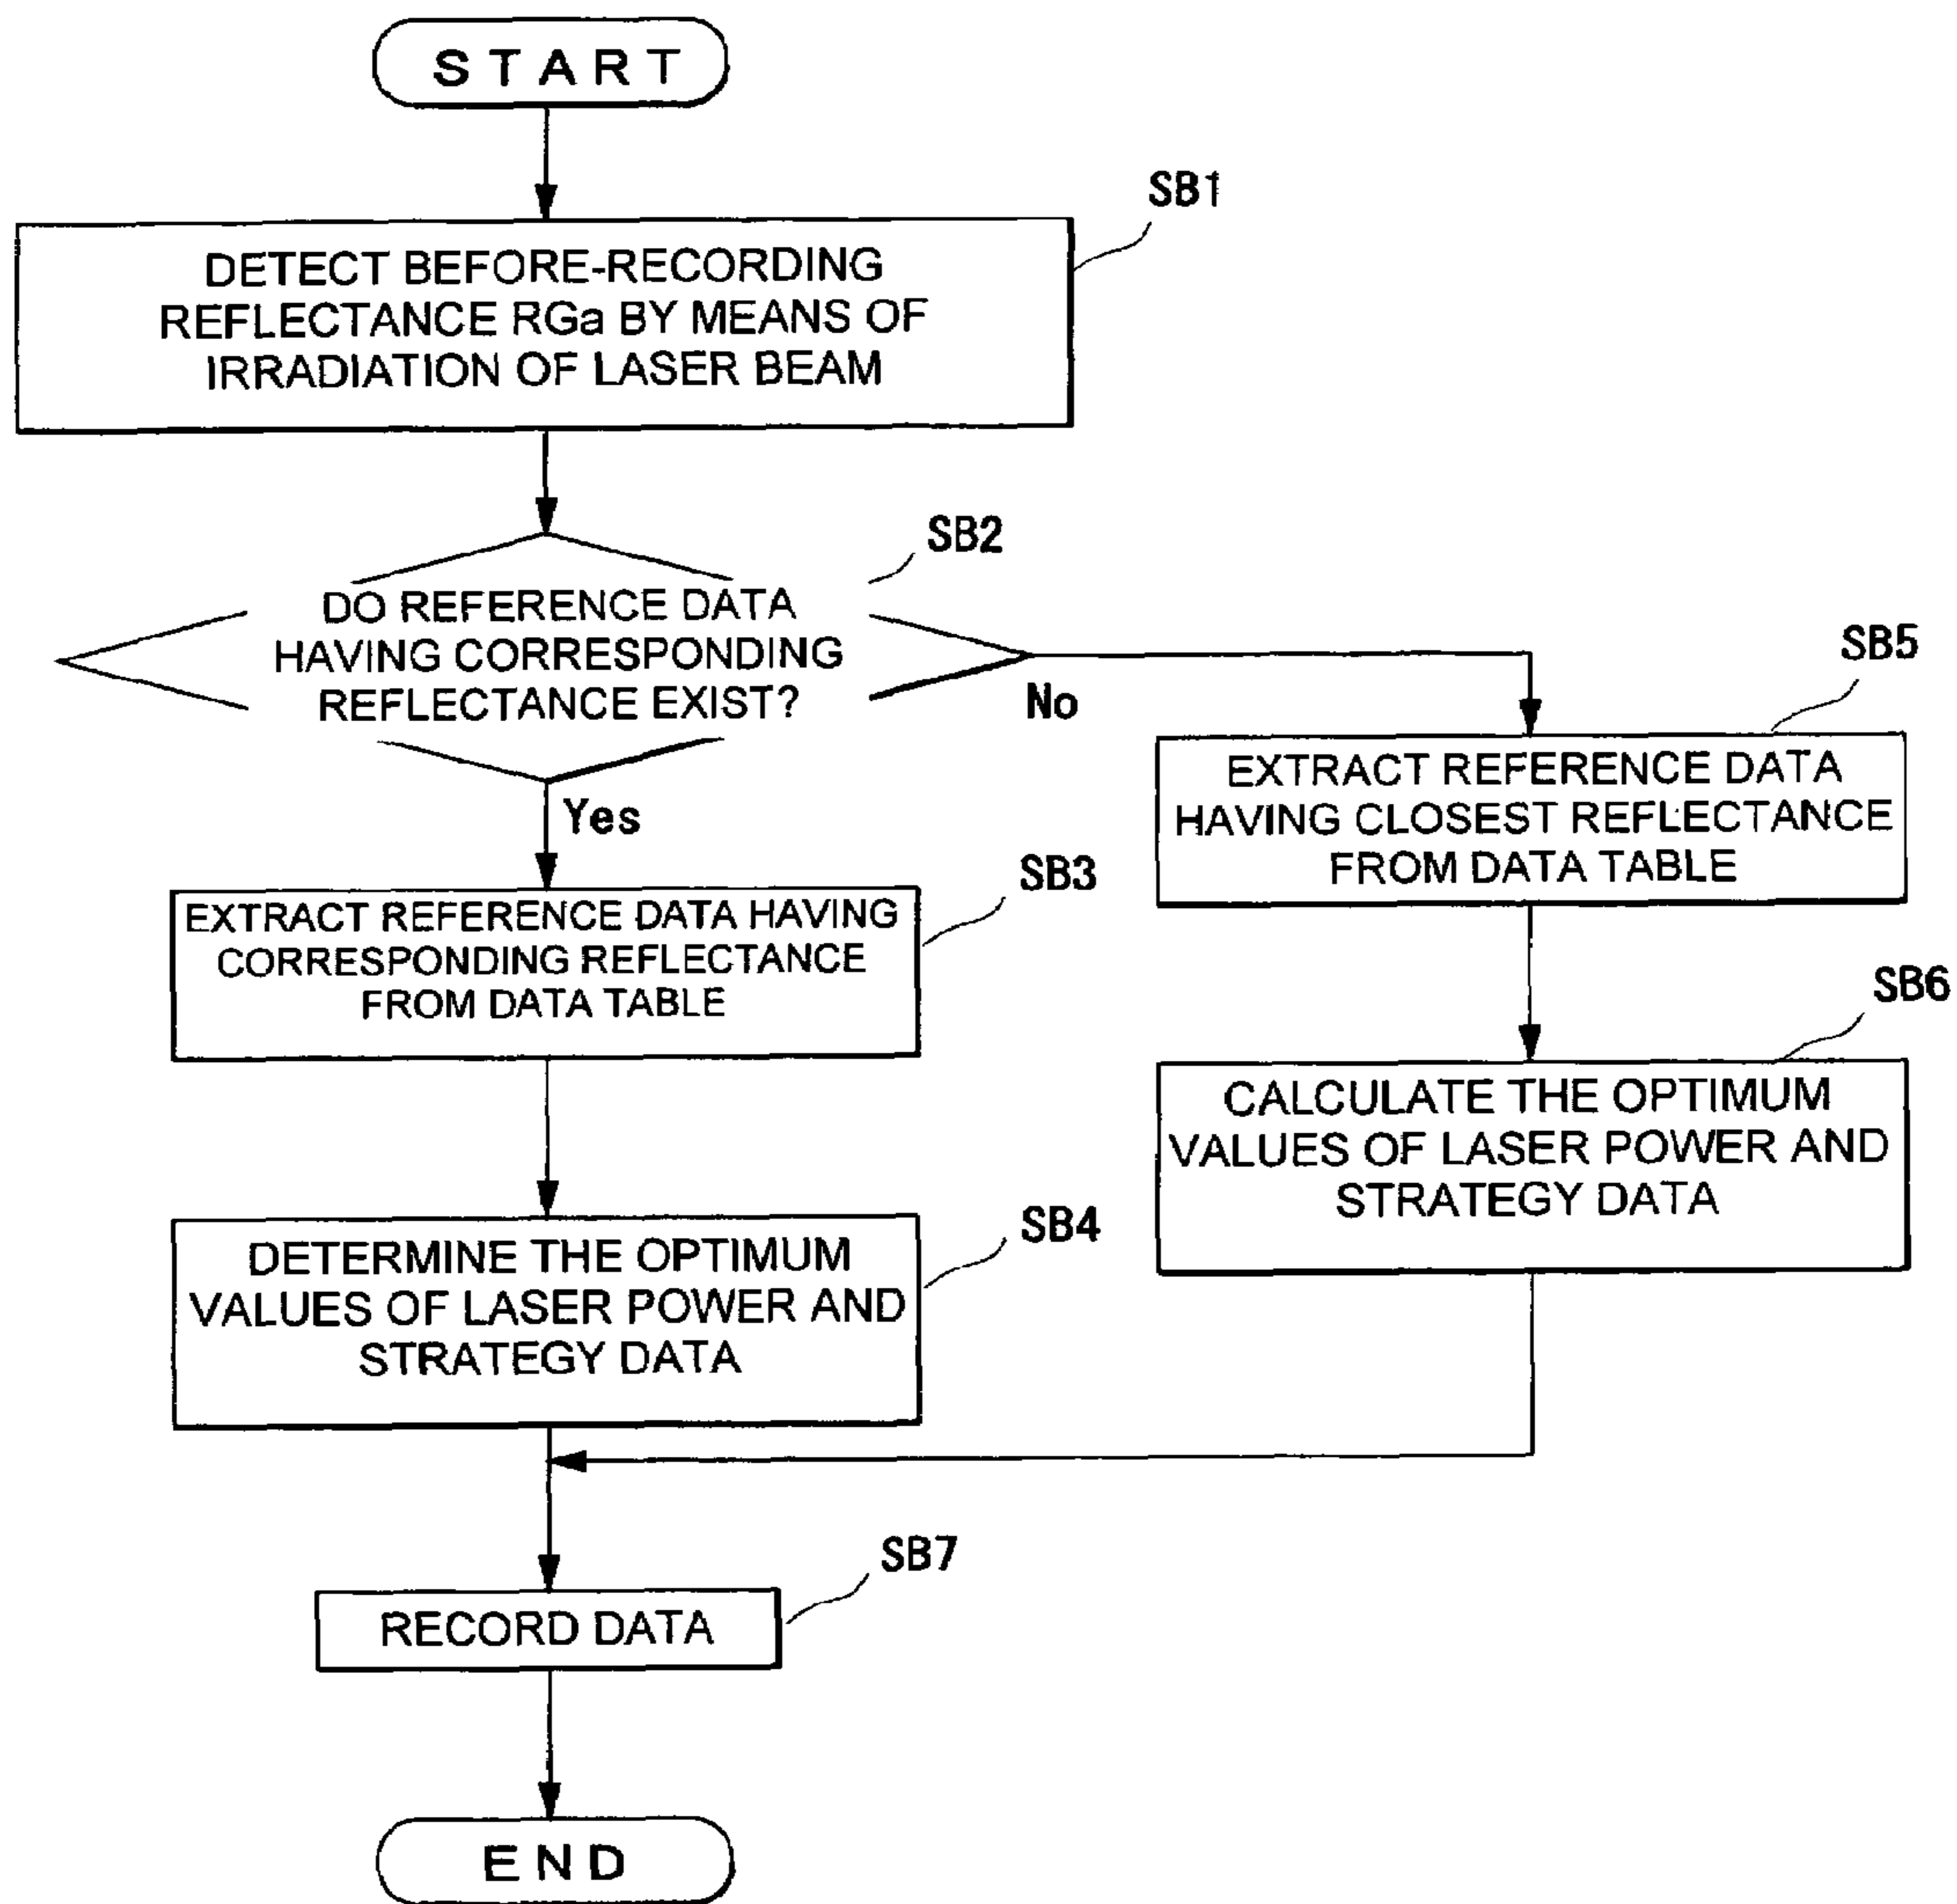 START
SB1
DETECT BEFORE-RECORDING
REFLECTANCE RGa BY MEANS OF
IRRADIATION OF LASER BEAM
SB2
DO REFERENCE DATA
HAVING CORRESPONDING
REFLECTANCE EXIST?
No
Yes
SB3
EXTRACT REFERENCE DATA HAVING
CORRESPONDING REFLECTANCE
FROM DATA TABLE
SB4
DETERMINE THE OPTIMUM
VALUES OF LASER POWER AND
STRATEGY DATA
SB5
EXTRACT REFERENCE DATA
HAVING CLOSEST REFLECTANCE
FROM DATA TABLE
SB6
CALCULATE THE OPTIMUM
VALUES OF LASER POWER AND
STRATEGY DATA
SB7
RECORD DATA
END